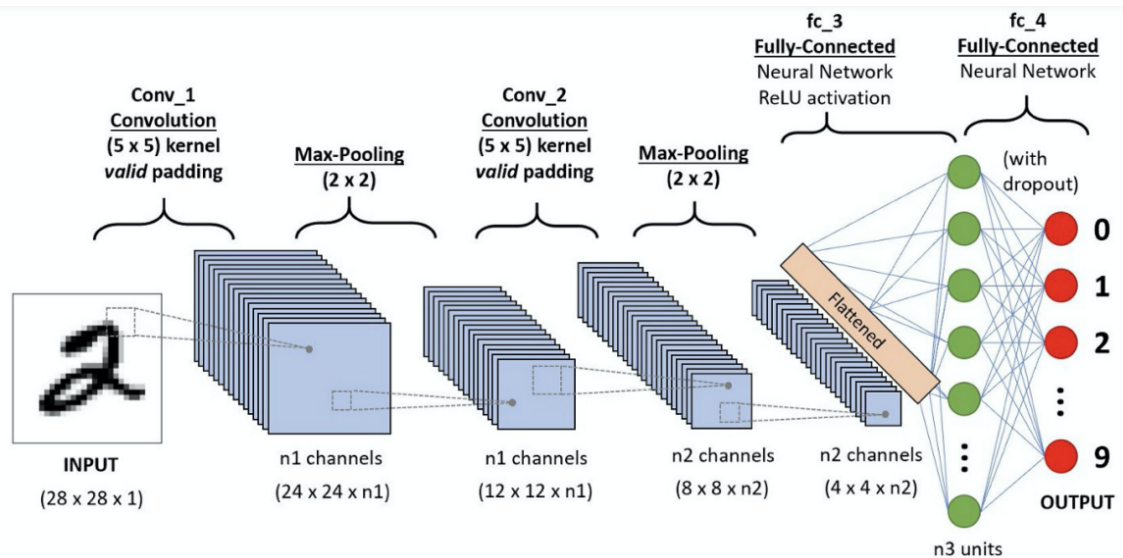 fc_3
Fully-Connected
Neural Network
ReLU activation
fc_4
Fully-Connected
Neural Network
Conv_1
Convolution
(5 x 5) kernel
valid padding
Max-Pooling
(2 x 2)
Conv_2
Convolution
(5 x 5) kernel
valid padding
Max-Pooling
(2 x 2)
(with
dropout)
Flattened
0
1
2
9
INPUT
(28 x 28 x 1)
n1 channels
(24 x 24 x n1)
n1 channels
(12 x 12 x n1)
n2 channels
(8 x 8 x n2)
n2 channels
(4 x 4 x n2)
n3 units
OUTPUT
2